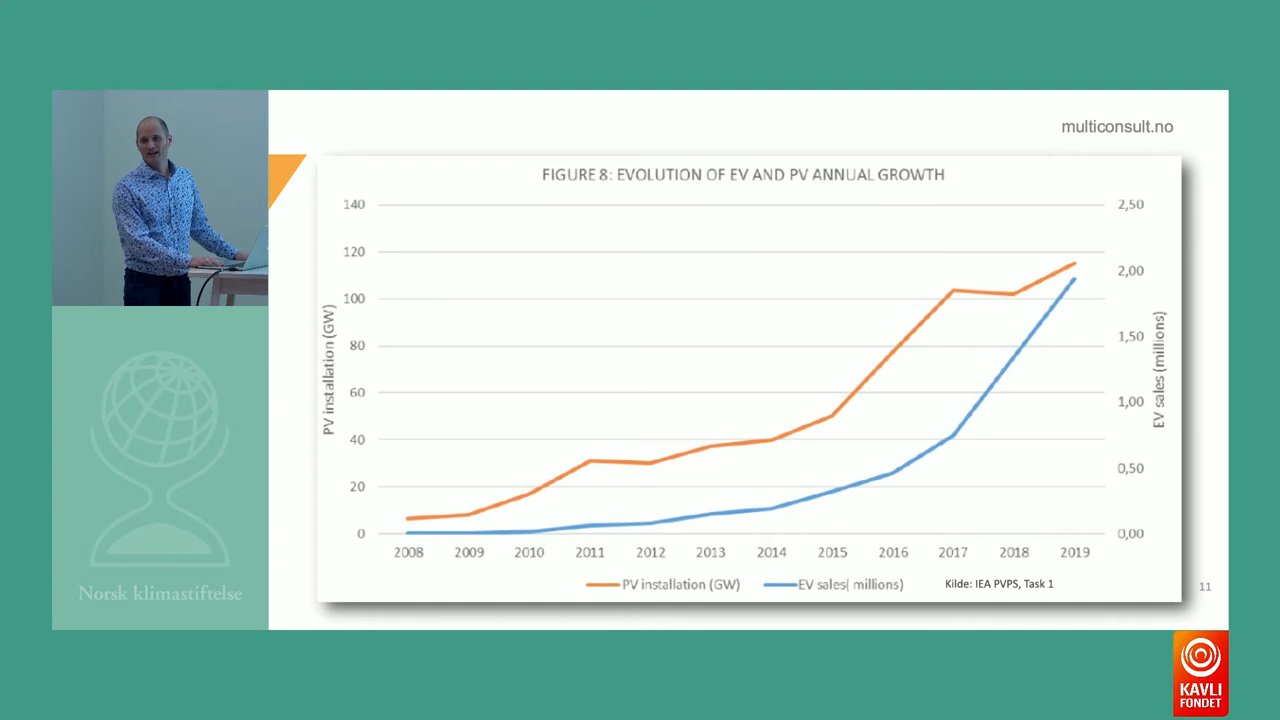 multiconsult.no
FIGURE 8: EVOLUTION OF EV AND PV ANNUAL GROWTH
140
120
100
80
60
40
20
0
PV installation (GW)
2,50
2,00
1,50
1,00
0,50
0,00
EV sales (millions)
2008 2009 2010 2011 2012 2013 2014 2015 2016 2017 2018 2019
PV installation (GW) EV sales( millions) Kilde: IEA PVPS, Task 1
11
Norsk klimastiftelse
KAVLI
FONDET